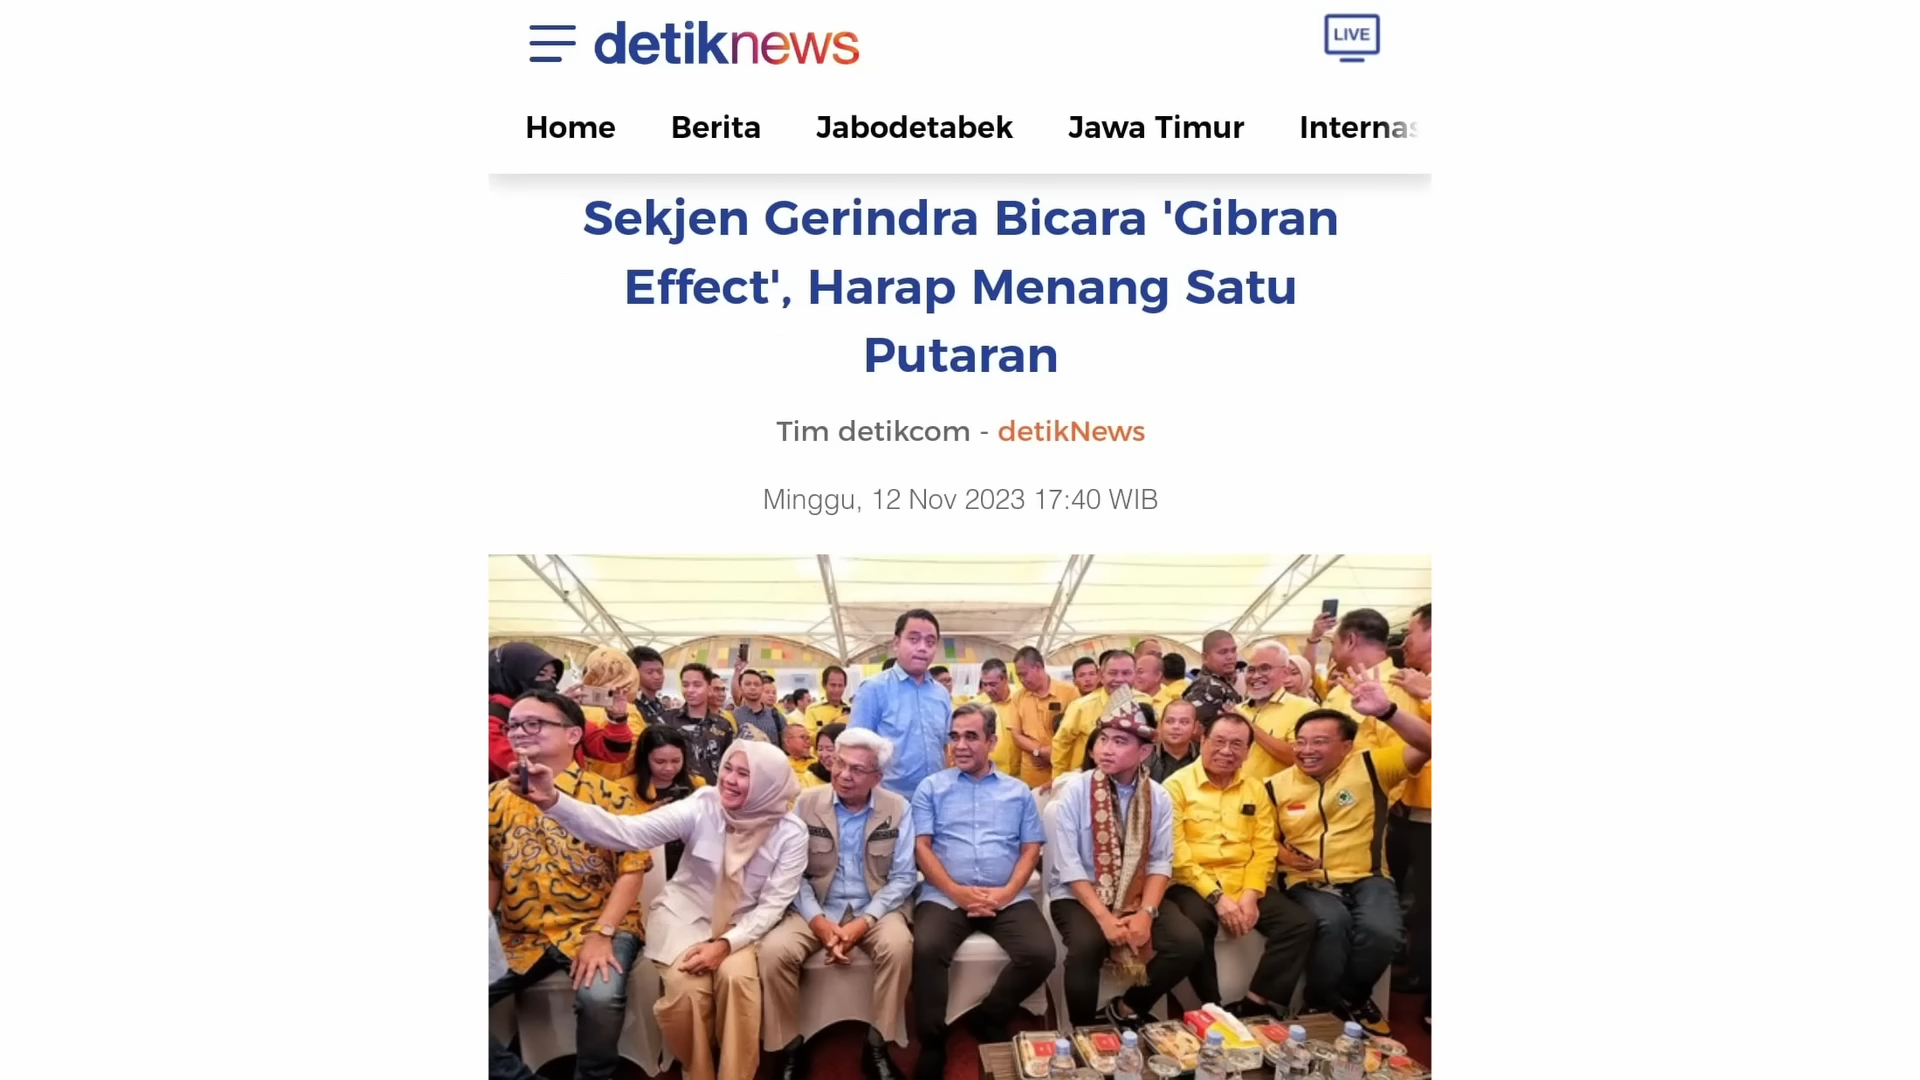 detiknews
LIVE
Home Berita Jabodetabek Jawa Timur Internas
Sekjen Gerindra Bicara 'Gibran
Effect', Harap Menang Satu
Putaran
Tim detikcom - detikNews
Minggu, 12 Nov 2023 17:40 WIB